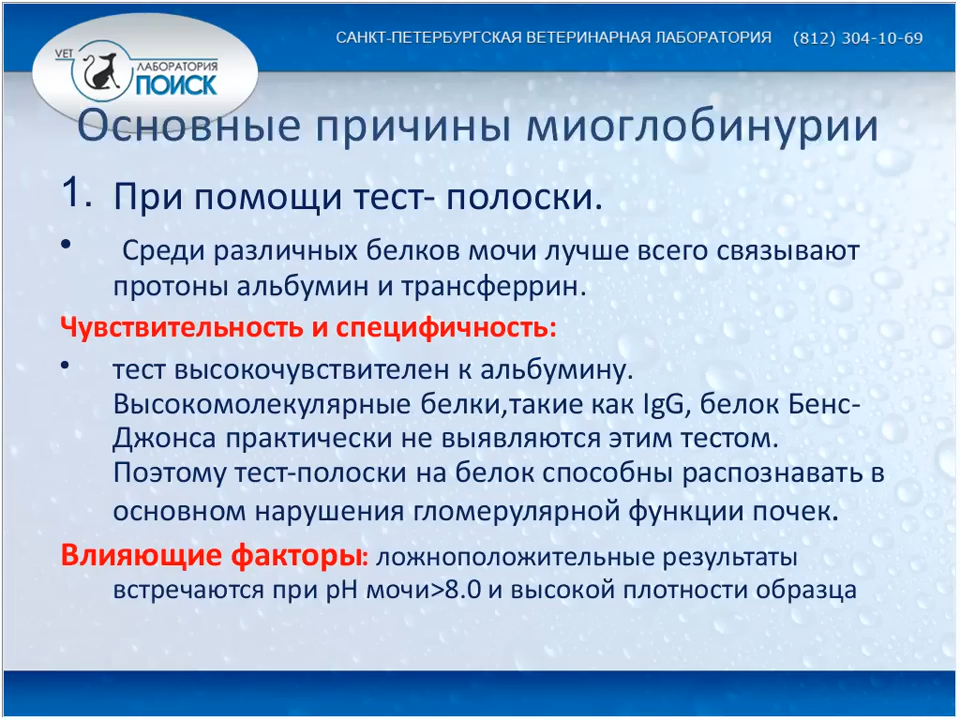 САНКТ-ПЕТЕРБУРГСКАЯ ВЕТЕРИНАРНАЯ ЛАБОРАТОРИЯ (812) 304-10-69
VET
ЛАБОРАТОРИЯ
ПОИСК
Основные причины миоглобинурии
1. При помощи тест- полоски.
• Среди различных белков мочи лучше всего связывают
протоны альбумин и трансферрин.
Чувствительность и специфичность:
• тест высокочувствителен к альбумину.
Высокомолекулярные белки,такие как IgG, белок Бенс-
Джонса практически не выявляются этим тестом.
Поэтому тест-полоски на белок способны распознавать в
основном нарушения гломерулярной функции почек.
Влияющие факторы: ложноположительные результаты
встречаются при pH мочи>8.0 и высокой плотности образца